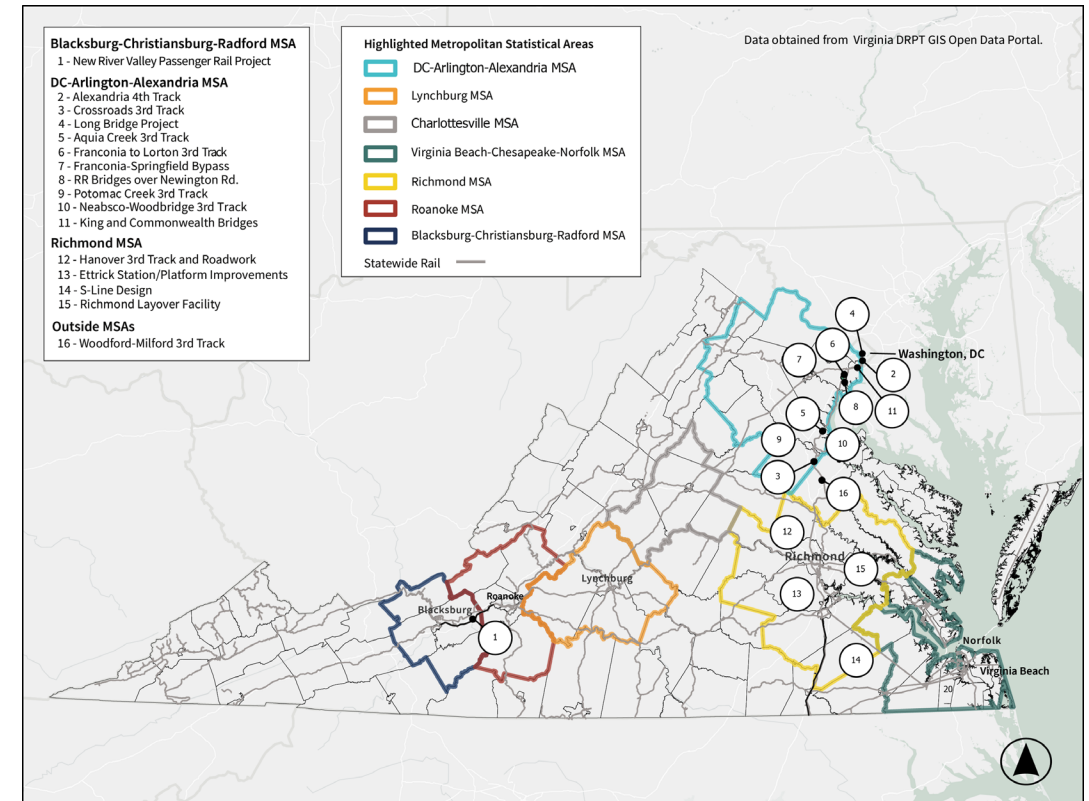 Blacksburg-Christiansburg-Radford MSA
1 - New River Valley Passenger Rail Project
DC-Arlington-Alexandria MSA
2 - Alexandria 4th Track
3 - Crossroads 3rd Track
4 - Long Bridge Project
5 - Aquia Creek 3rd Track
6 - Franconia to Lorton 3rd Track
7 - Franconia-Springfield Bypass
8 - RR Bridges over Newington Rd.
9 - Potomac Creek 3rd Track
10 - Neabsco-Woodbridge 3rd Track
11 - King and Commonwealth Bridges
Richmond MSA
12 - Hanover 3rd Track and Roadwork
13 - Ettrick Station/Platform Improvements
14 - S-Line Design
15 - Richmond Layover Facility
Outside MSAs
16 - Woodford-Milford 3rd Track
Highlighted Metropolitan Statistical Areas
DC-Arlington-Alexandria MSA
Lynchburg MSA
Charlottesville MSA
Virginia Beach-Chesapeake-Norfolk MSA
Richmond MSA
Roanoke MSA
Blacksburg-Christiansburg-Radford MSA
Statewide Rail
Data obtained from Virginia DRPT GIS Open Data Portal.
4
6
Washington, DC
7
2
8
11
5
9
10
3
16
12
Richmond
15
Lynchburg
13
Roanoke
Blacksburg
1
Norfolk
14
Virginia Beach
20